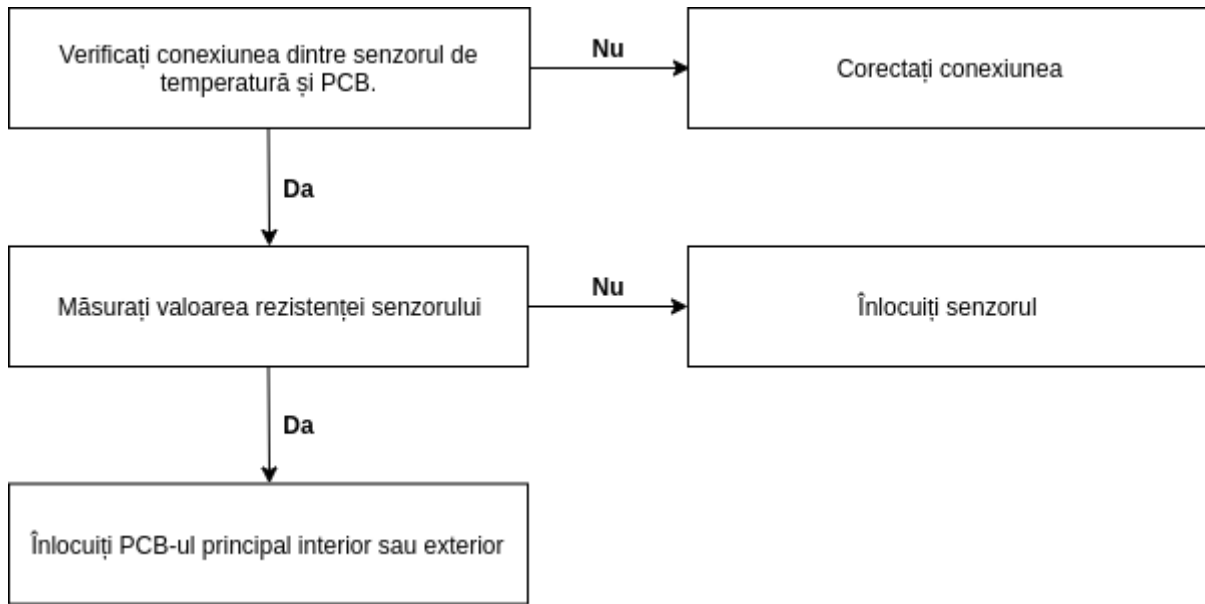 Verificați conexiunea dintre senzorul de
temperatură și PCB.
Nu
Corectați conexiunea
Da
Măsurați valoarea rezistenței senzorului
Nu
Înlocuiți senzorul
Da
Înlocuiți PCB-ul principal interior sau exterior